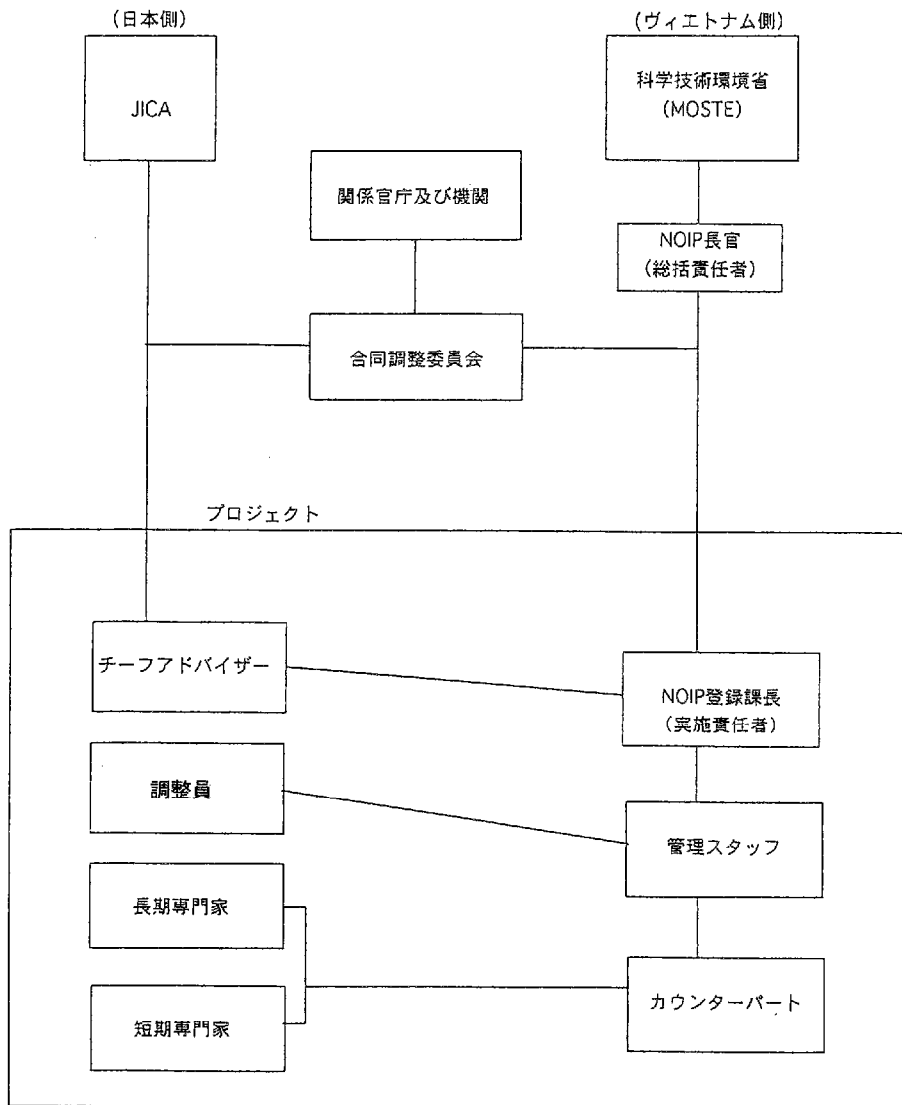 (日本側)
(ヴィエトナム側)
JICA
科学技術環境省
(MOSTE)
関係官庁及び機関
NOIP長官
(総括責任者)
合同調整委員会
プロジェクト
チーフアドバイザー
NOIP登録課長
(実施責任者)
調整員
管理スタッフ
長期専門家
カウンターパート
短期専門家